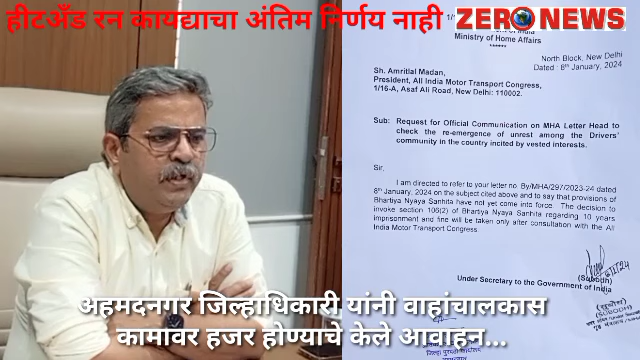 हीटअँड रन कायद्याचा अंतिम निर्णय नाही
ZERO NEWS
Ministry of Home Affairs
North Block, New Delhi
Dated : 8th January, 2024
Sh. Amritlal Madan,
President, All India Motor Transport Congress,
1/16-A, Asaf Ali Road, New Delhi: 110002.
Sub: Request for Official Communication on MHA Letter Head to
check the re-emergence of unrest among the Drivers'
community in the country incited by vested interests.
Sir,
I am directed to refer to your letter no. By/MHA/297/2023-24 dated
8th January, 2024 on the subject cited above and to say that provisions of
Bhartiya Nyaya Sanhita have not yet come into force. The decision to
invoke section 106(2) of Bhartiya Nyaya Sanhita regarding 10 years
imprisonment and fine will be taken only after consultation with the All
India Motor Transport Congress.
(Subodh)
Under Secretary to the Government of India
(SUBODH)
अहमदनगर जिल्हाधिकारी यांनी वाहांचालकास
कामावर हजर होण्याचे केले आवाहन...